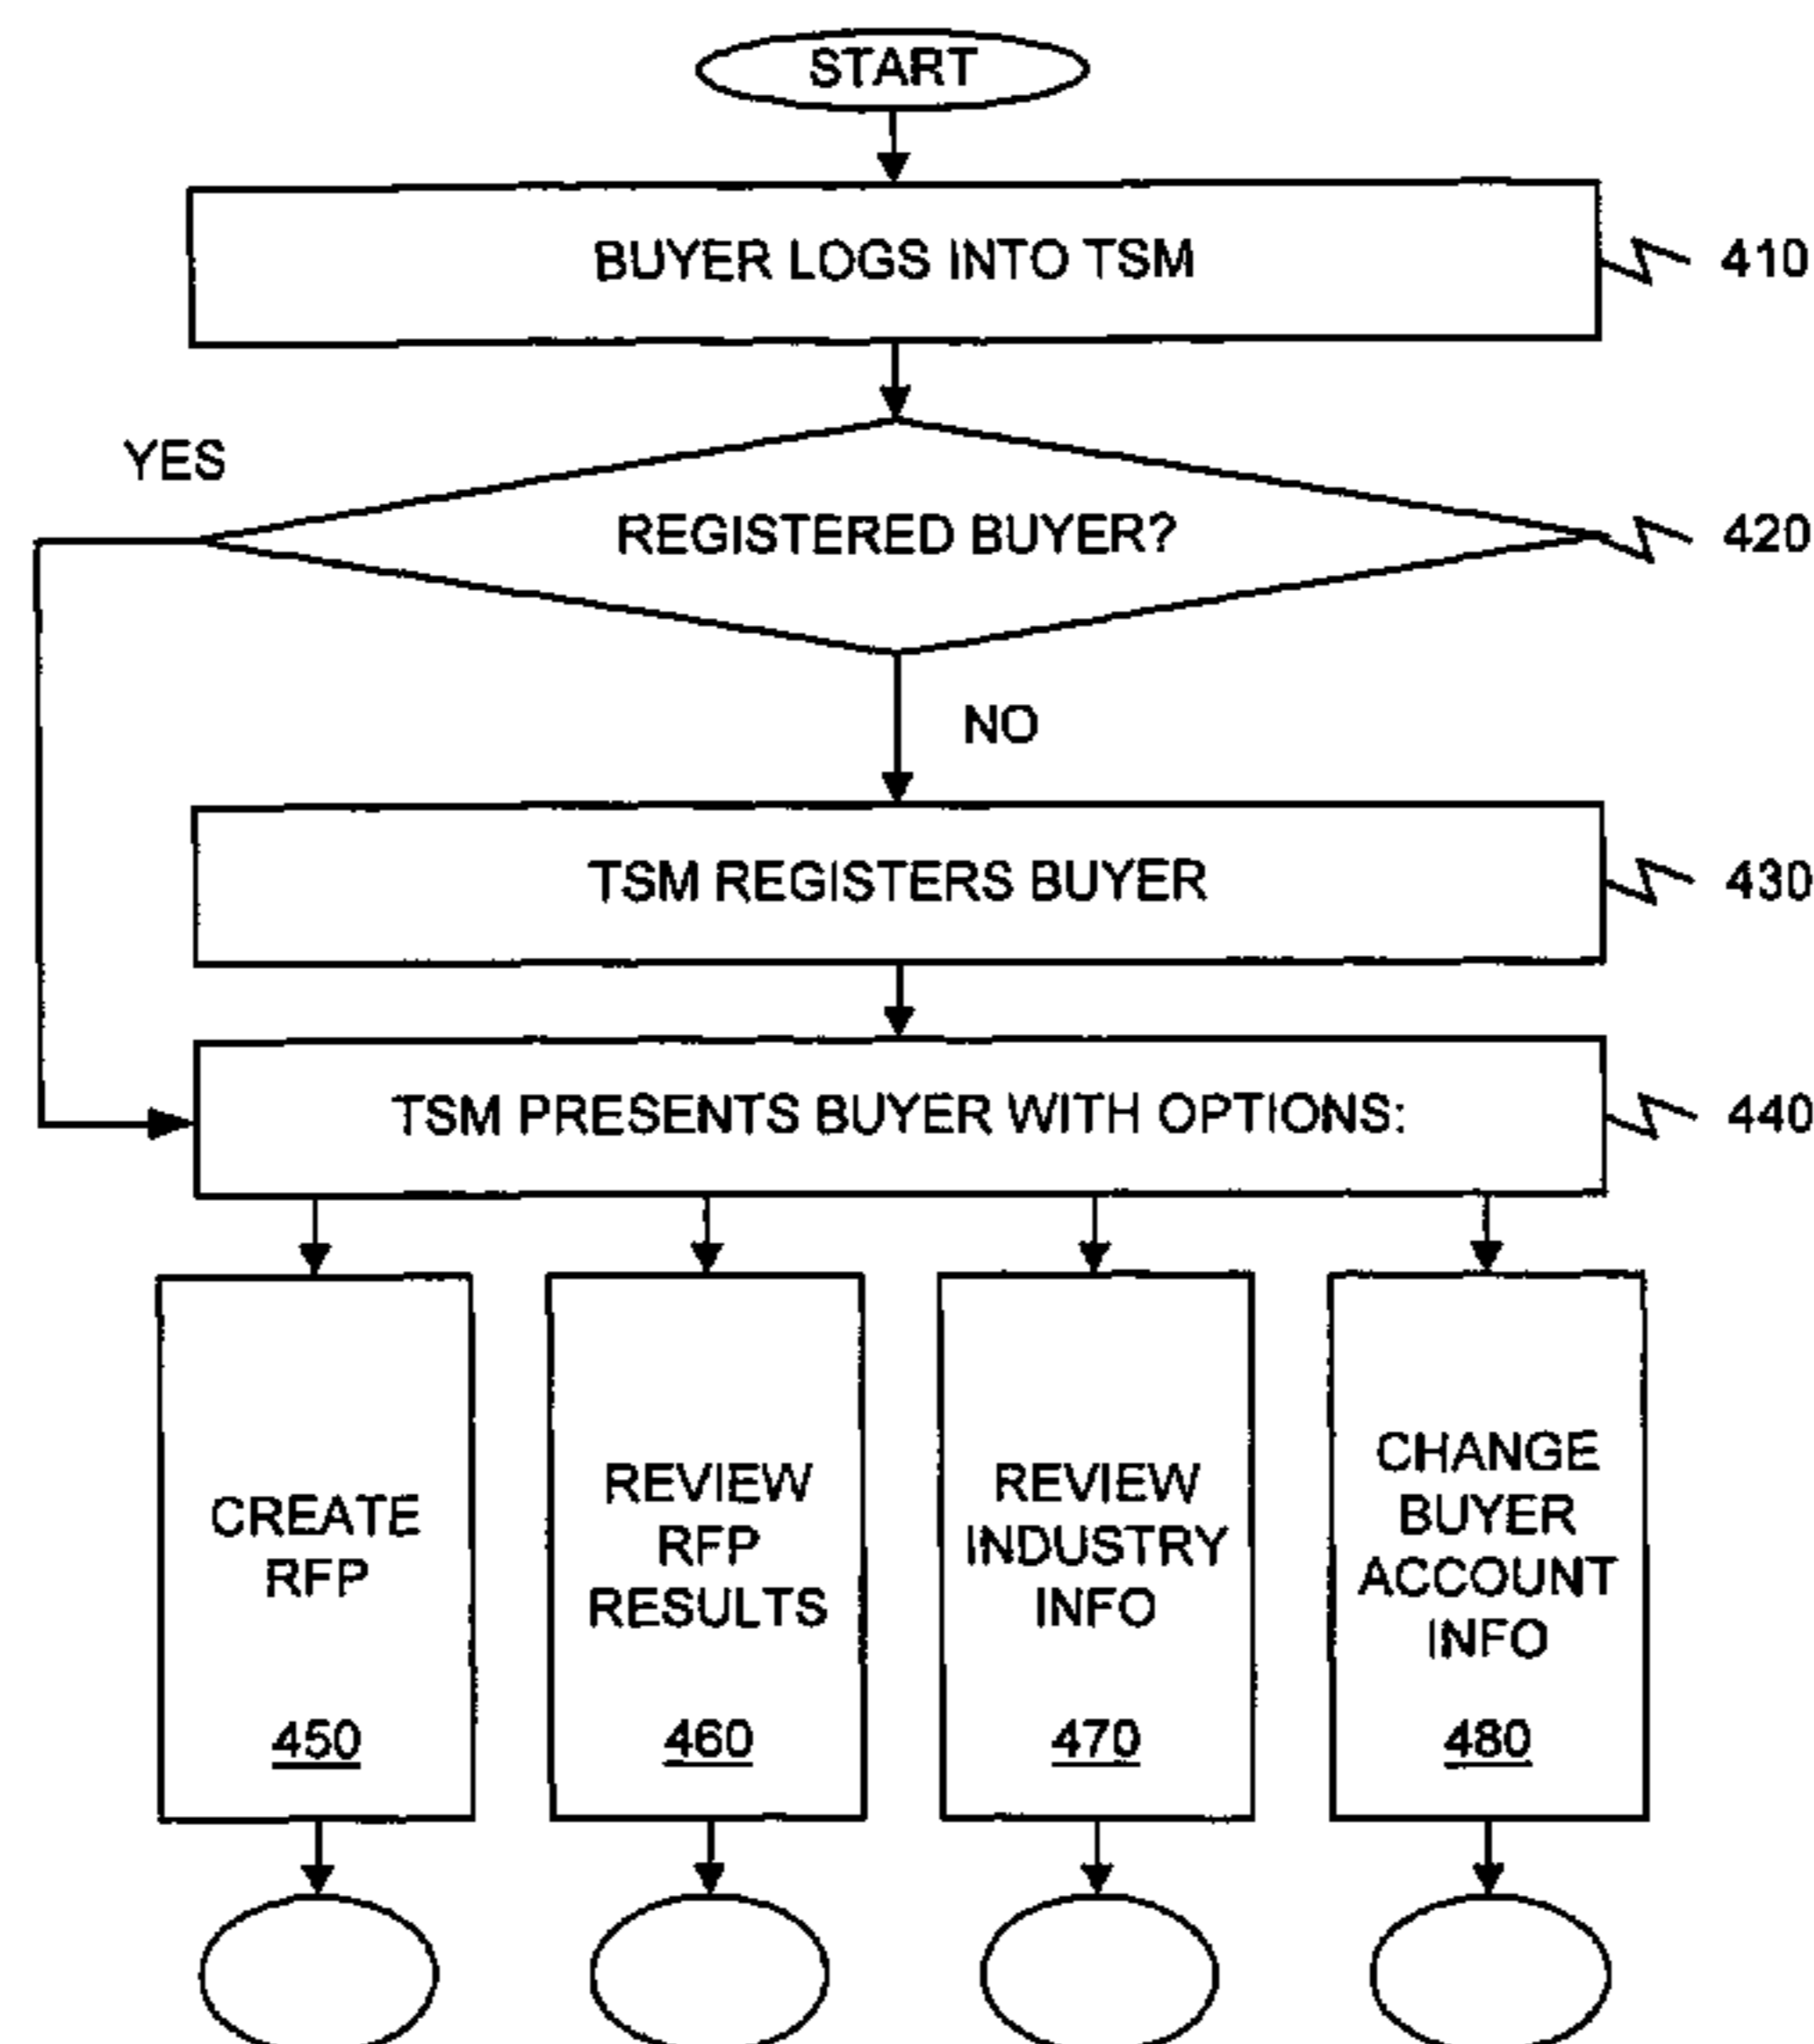 START
BUYER LOGS INTO TSM
410
YES
REGISTERED BUYER?
420
NO
TSM REGISTERS BUYER
430
TSM PRESENTS BUYER WITH OPTIONS:
440
CREATE
RFP
450
REVIEW
RFP
RESULTS
460
REVIEW
INDUSTRY
INFO
470
CHANGE
BUYER
ACCOUNT
INFO
480